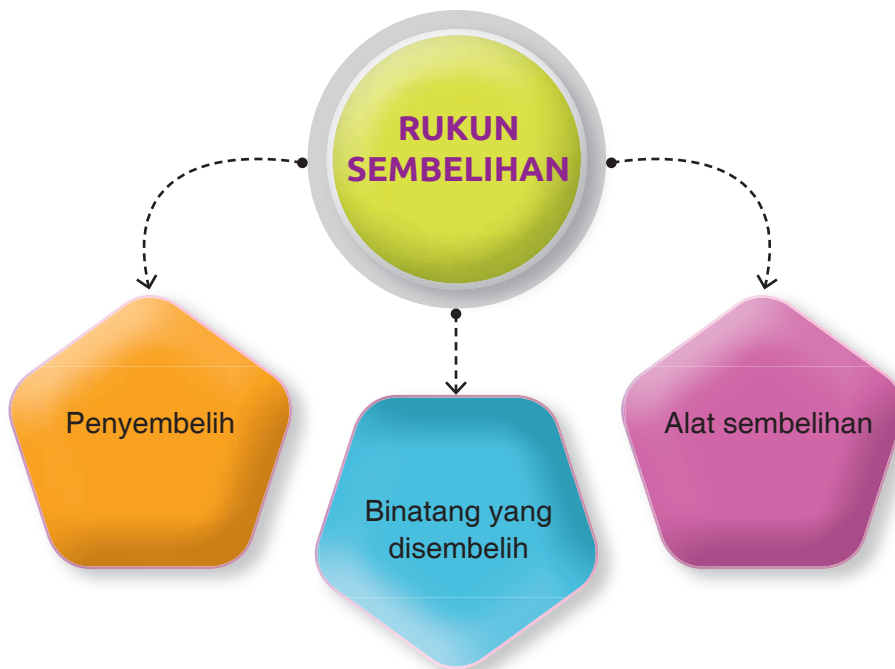 RUKUN
SEMBELIHAN
Penyembelih
Binatang yang
disembelih
Alat sembelihan